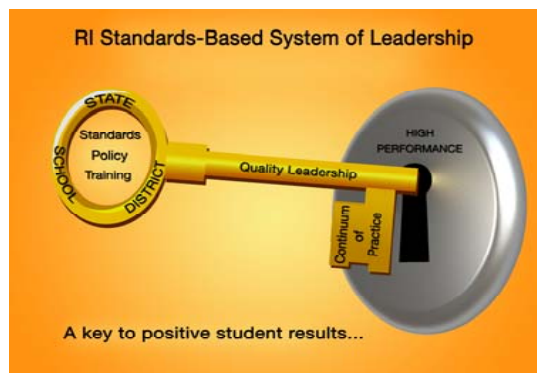 RI Standards-Based System of Leadership
STATE
SCHOOL
DISTRICT
Standards
Policy
Training
Quality Leadership
Continuum
of
Practice
HIGH
PERFORMANCE
A key to positive student results...